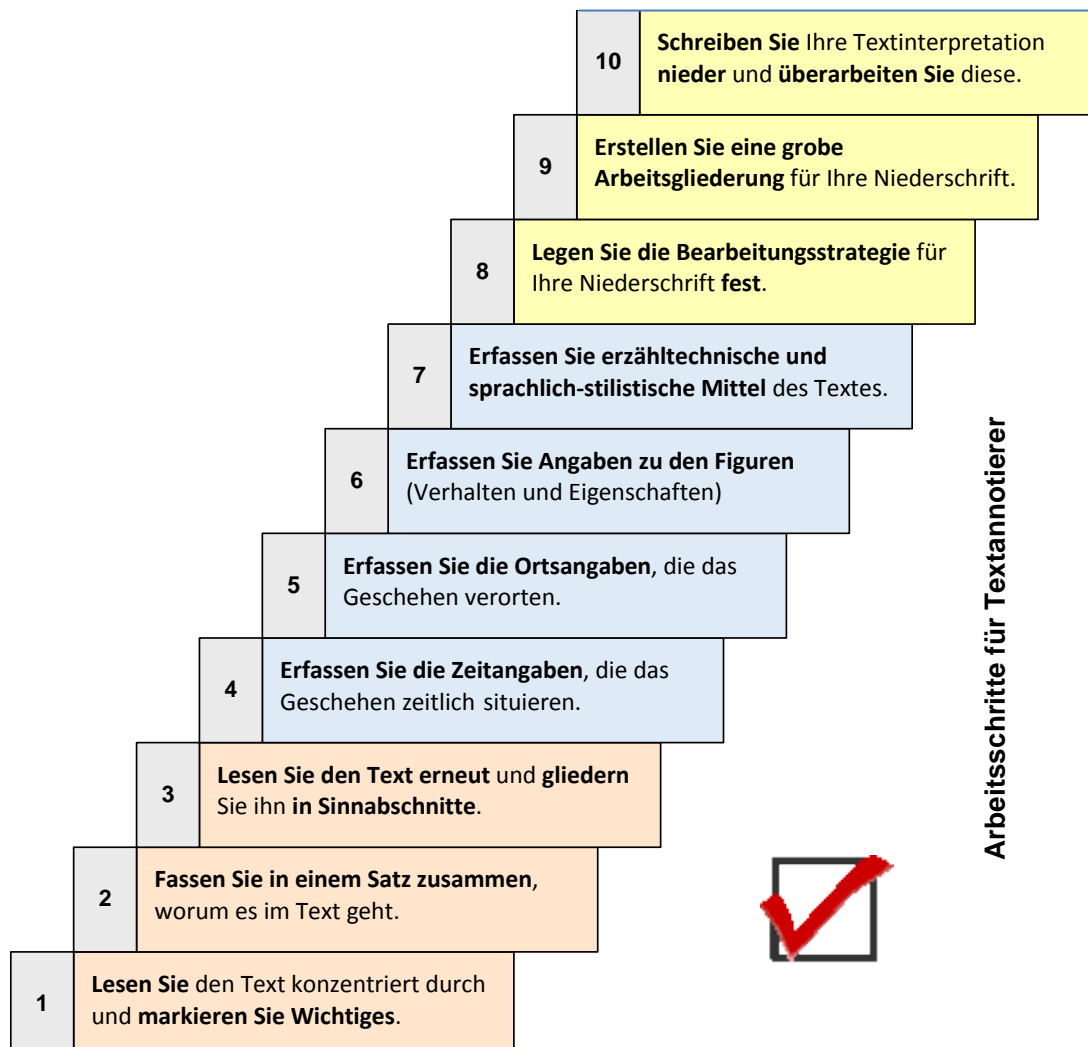 10
Schreiben Sie Ihre Textinterpretation
nieder und überarbeiten Sie diese.
9
Erstellen Sie eine grobe
Arbeitsgliederung für Ihre Niederschrift.
8
Legen Sie die Bearbeitungsstrategie für
Ihre Niederschrift fest.
7
Erfassen Sie erzähltechnische und
sprachlich-stilistische Mittel des Textes.
6
Erfassen Sie Angaben zu den Figuren
(Verhalten und Eigenschaften)
5
Erfassen Sie die Ortsangaben, die das
Geschehen verorten.
4
Erfassen Sie die Zeitangaben, die das
Geschehen zeitlich situieren.
3
Lesen Sie den Text erneut und gliedern
Sie ihn in Sinnabschnitte.
2
Fassen Sie in einem Satz zusammen,
worum es im Text geht.
1
Lesen Sie den Text konzentriert durch
und markieren Sie Wichtiges.
Arbeitsschritte für Textannotierer